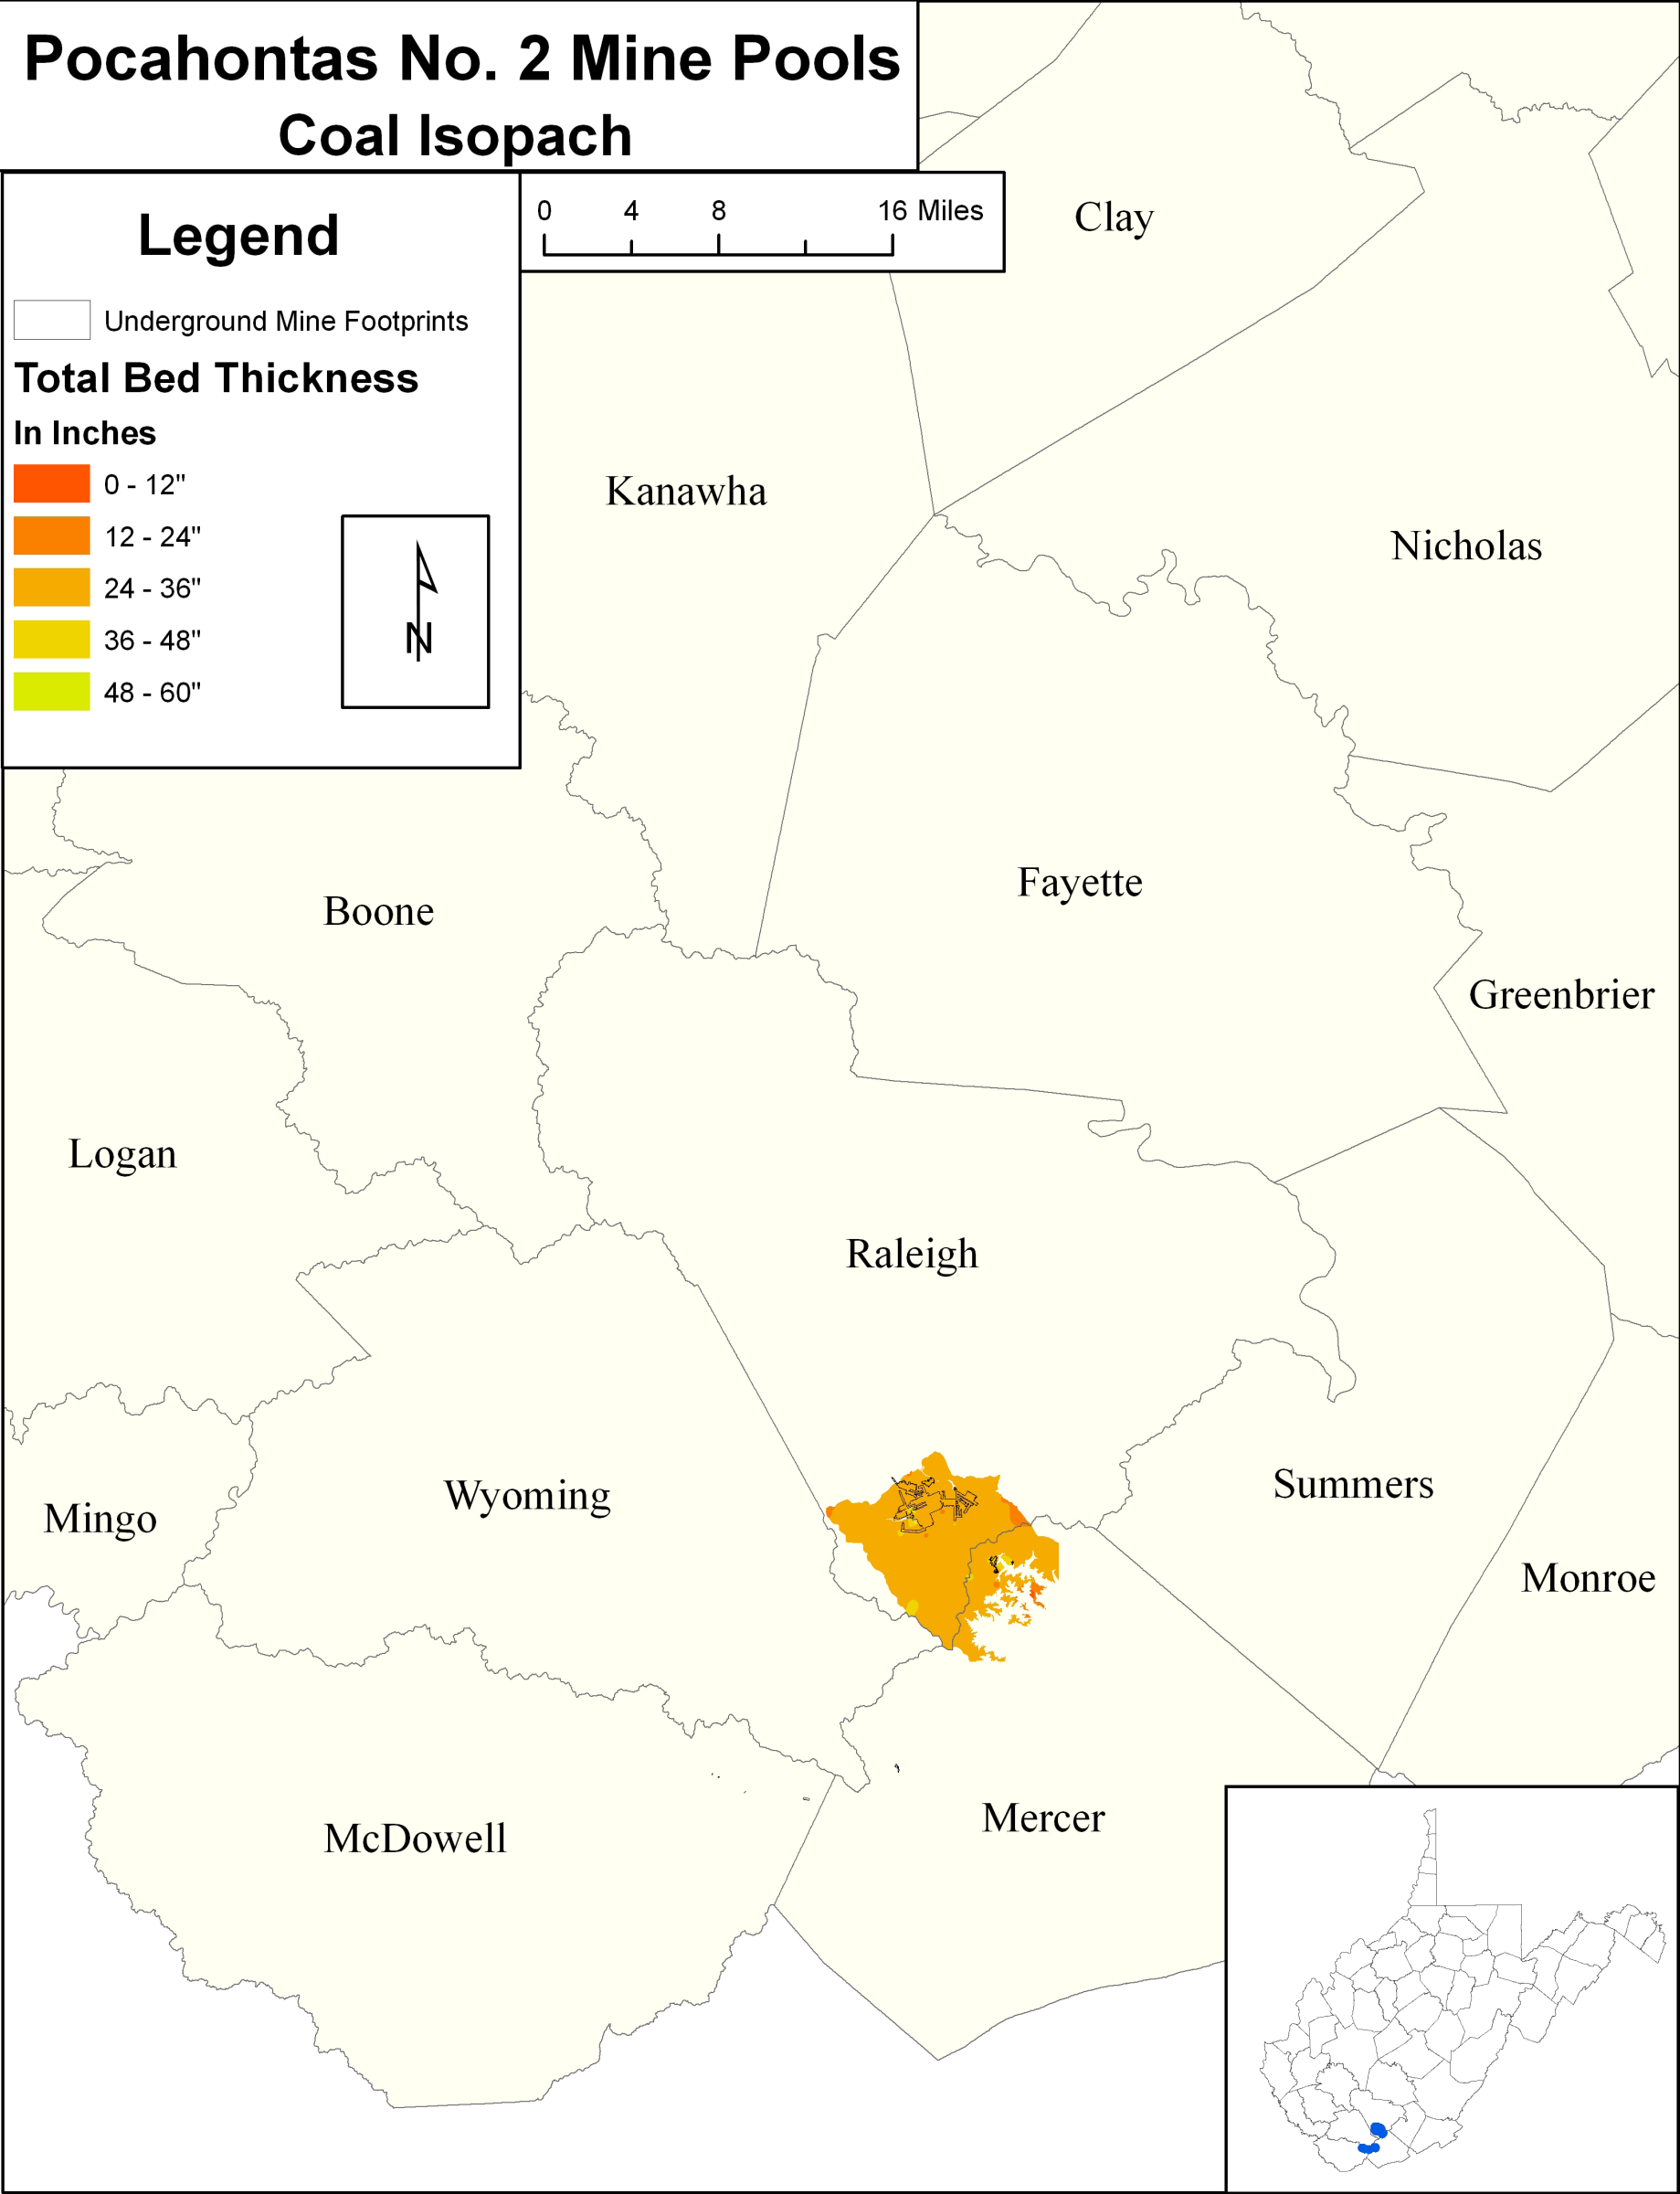 Pocahontas No. 2 Mine Pools
Coal Isopach
Legend
Underground Mine Footprints
Total Bed Thickness
In Inches
0 - 12"
12 - 24"
24 - 36"
36 - 48"
48 - 60"
N
0 4 8 16 Miles
Clay
Kanawha
Nicholas
Fayette
Boone
Greenbrier
Logan
Raleigh
Summers
Wyoming
Mingo
Monroe
Mercer
McDowell